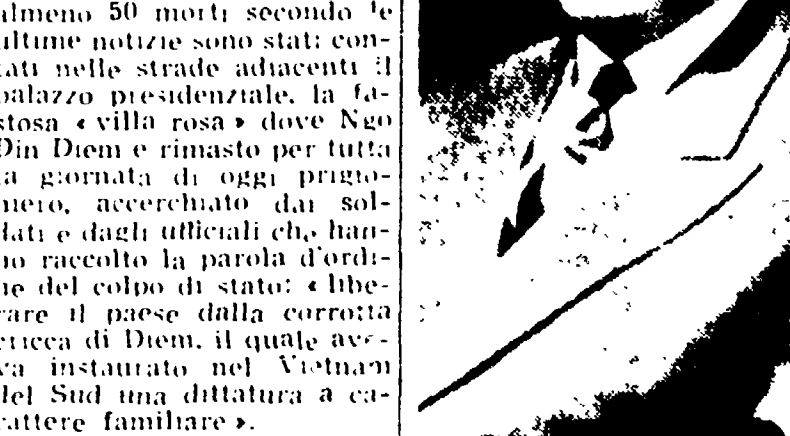 almeno 50 morti secondo le
ultime notizie sono stati con-
tati nelle strade adiacenti il
palazzo presidenziale, la fa-
stosa « villa rosa » dove Ngo
Din Diem e rimasto per tutta
la giornata di oggi prigio-
niero, accerchiato dai sol-
dati e dagli ufficiali che han-
no raccolto la parola d'ordi-
ne del colpo di stato: « libe-
rare il paese dalla corrotta
cricca di Diem, il quale ave-
va instaurato nel Vietnam
del Sud una dittatura a ca-
rattere familiare ».